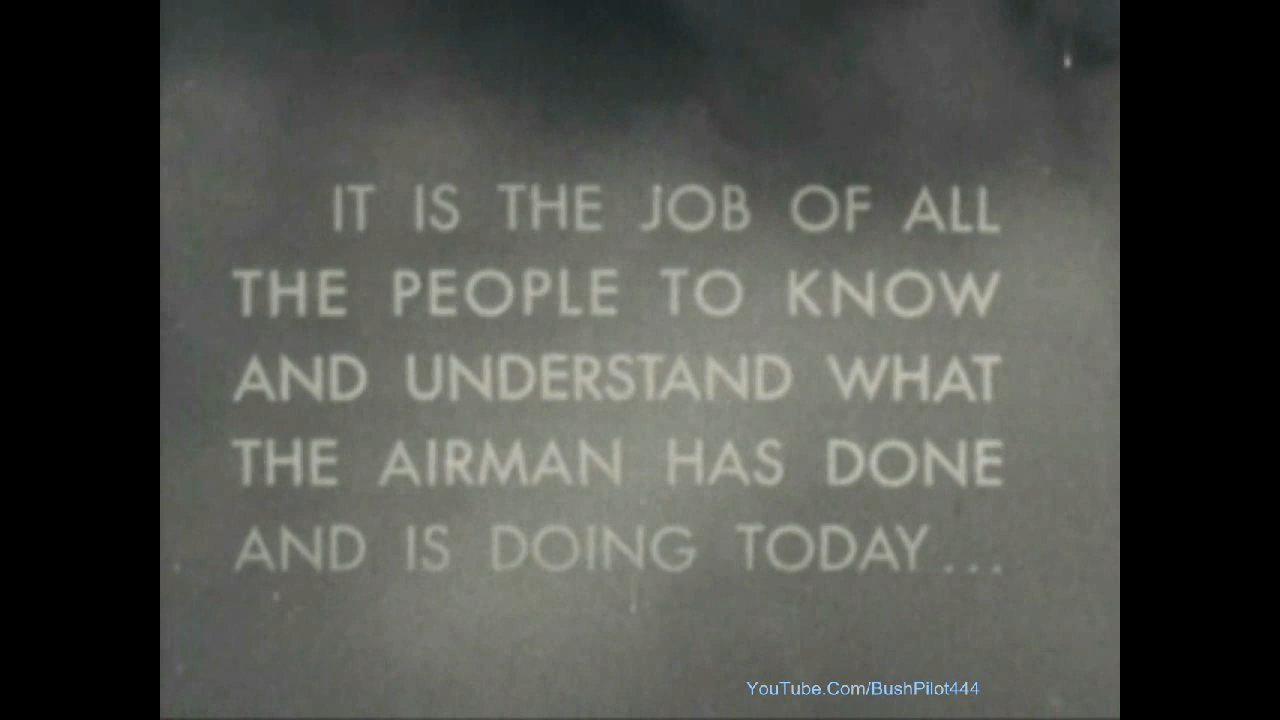 IT IS THE JOB OF ALL
THE PEOPLE TO KNOW
AND UNDERSTAND WHAT
THE AIRMAN HAS DONE
AND IS DOING TODAY...
YouTube.Com/BushPilot444